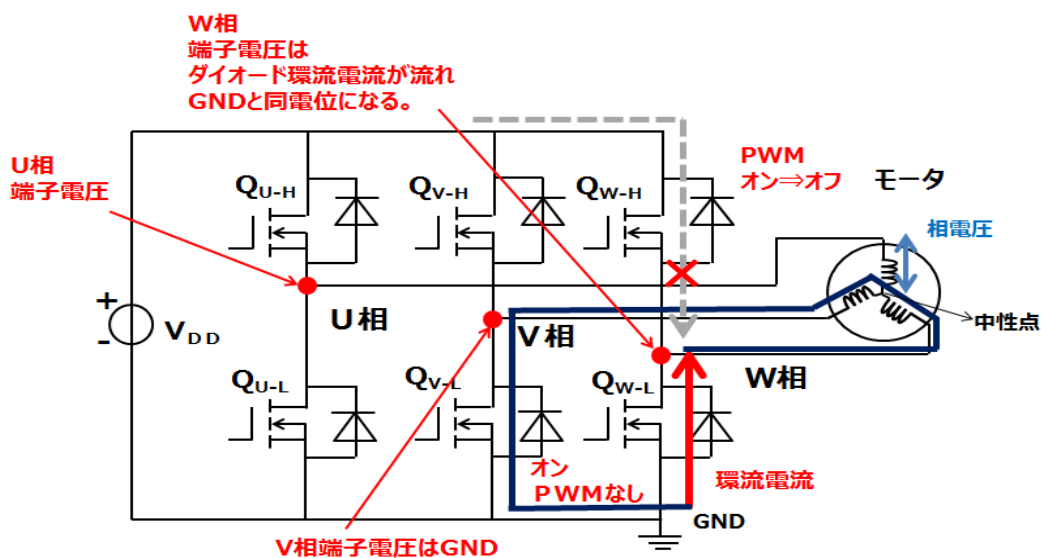 W相
端子電圧は
ダイオード環流電流が流れ
GNDと同電位になる。
U相
端子電圧
PWM
オン⇒オフ
モータ
QU-H
QV-H
QW-H
相電圧
+
-
VDD
U相
V相
中性点
W相
QU-L
QV-L
QW-L
オン
PWMなし
環流電流
GND
V相端子電圧はGND